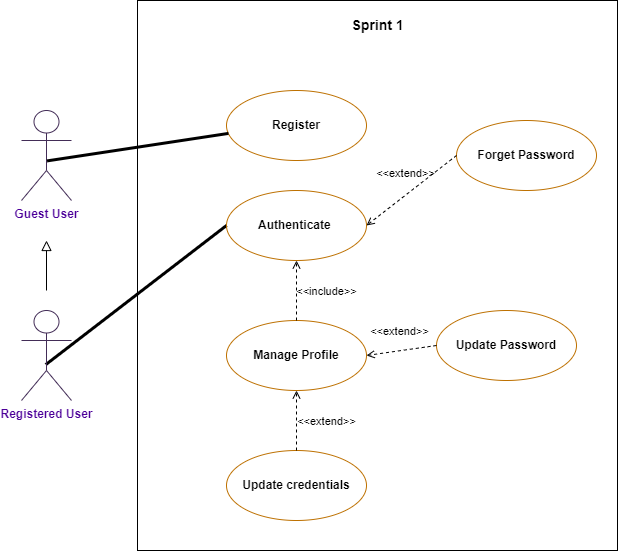 Sprint 1
Register
Forget Password
<<extend>>
Guest User
Authenticate
<<include>>
<<extend>>
Update Password
Manage Profile
Registered User
<<extend>>
Update credentials